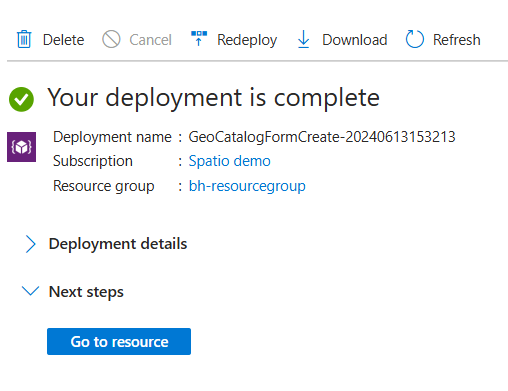 Delete Cancel Redeploy Download Refresh
Your deployment is complete
Deployment name : GeoCatalogFormCreate-20240613153213
Subscription : Spatio demo
Resource group : bh-resourcegroup
Deployment details
Next steps
Go to resource